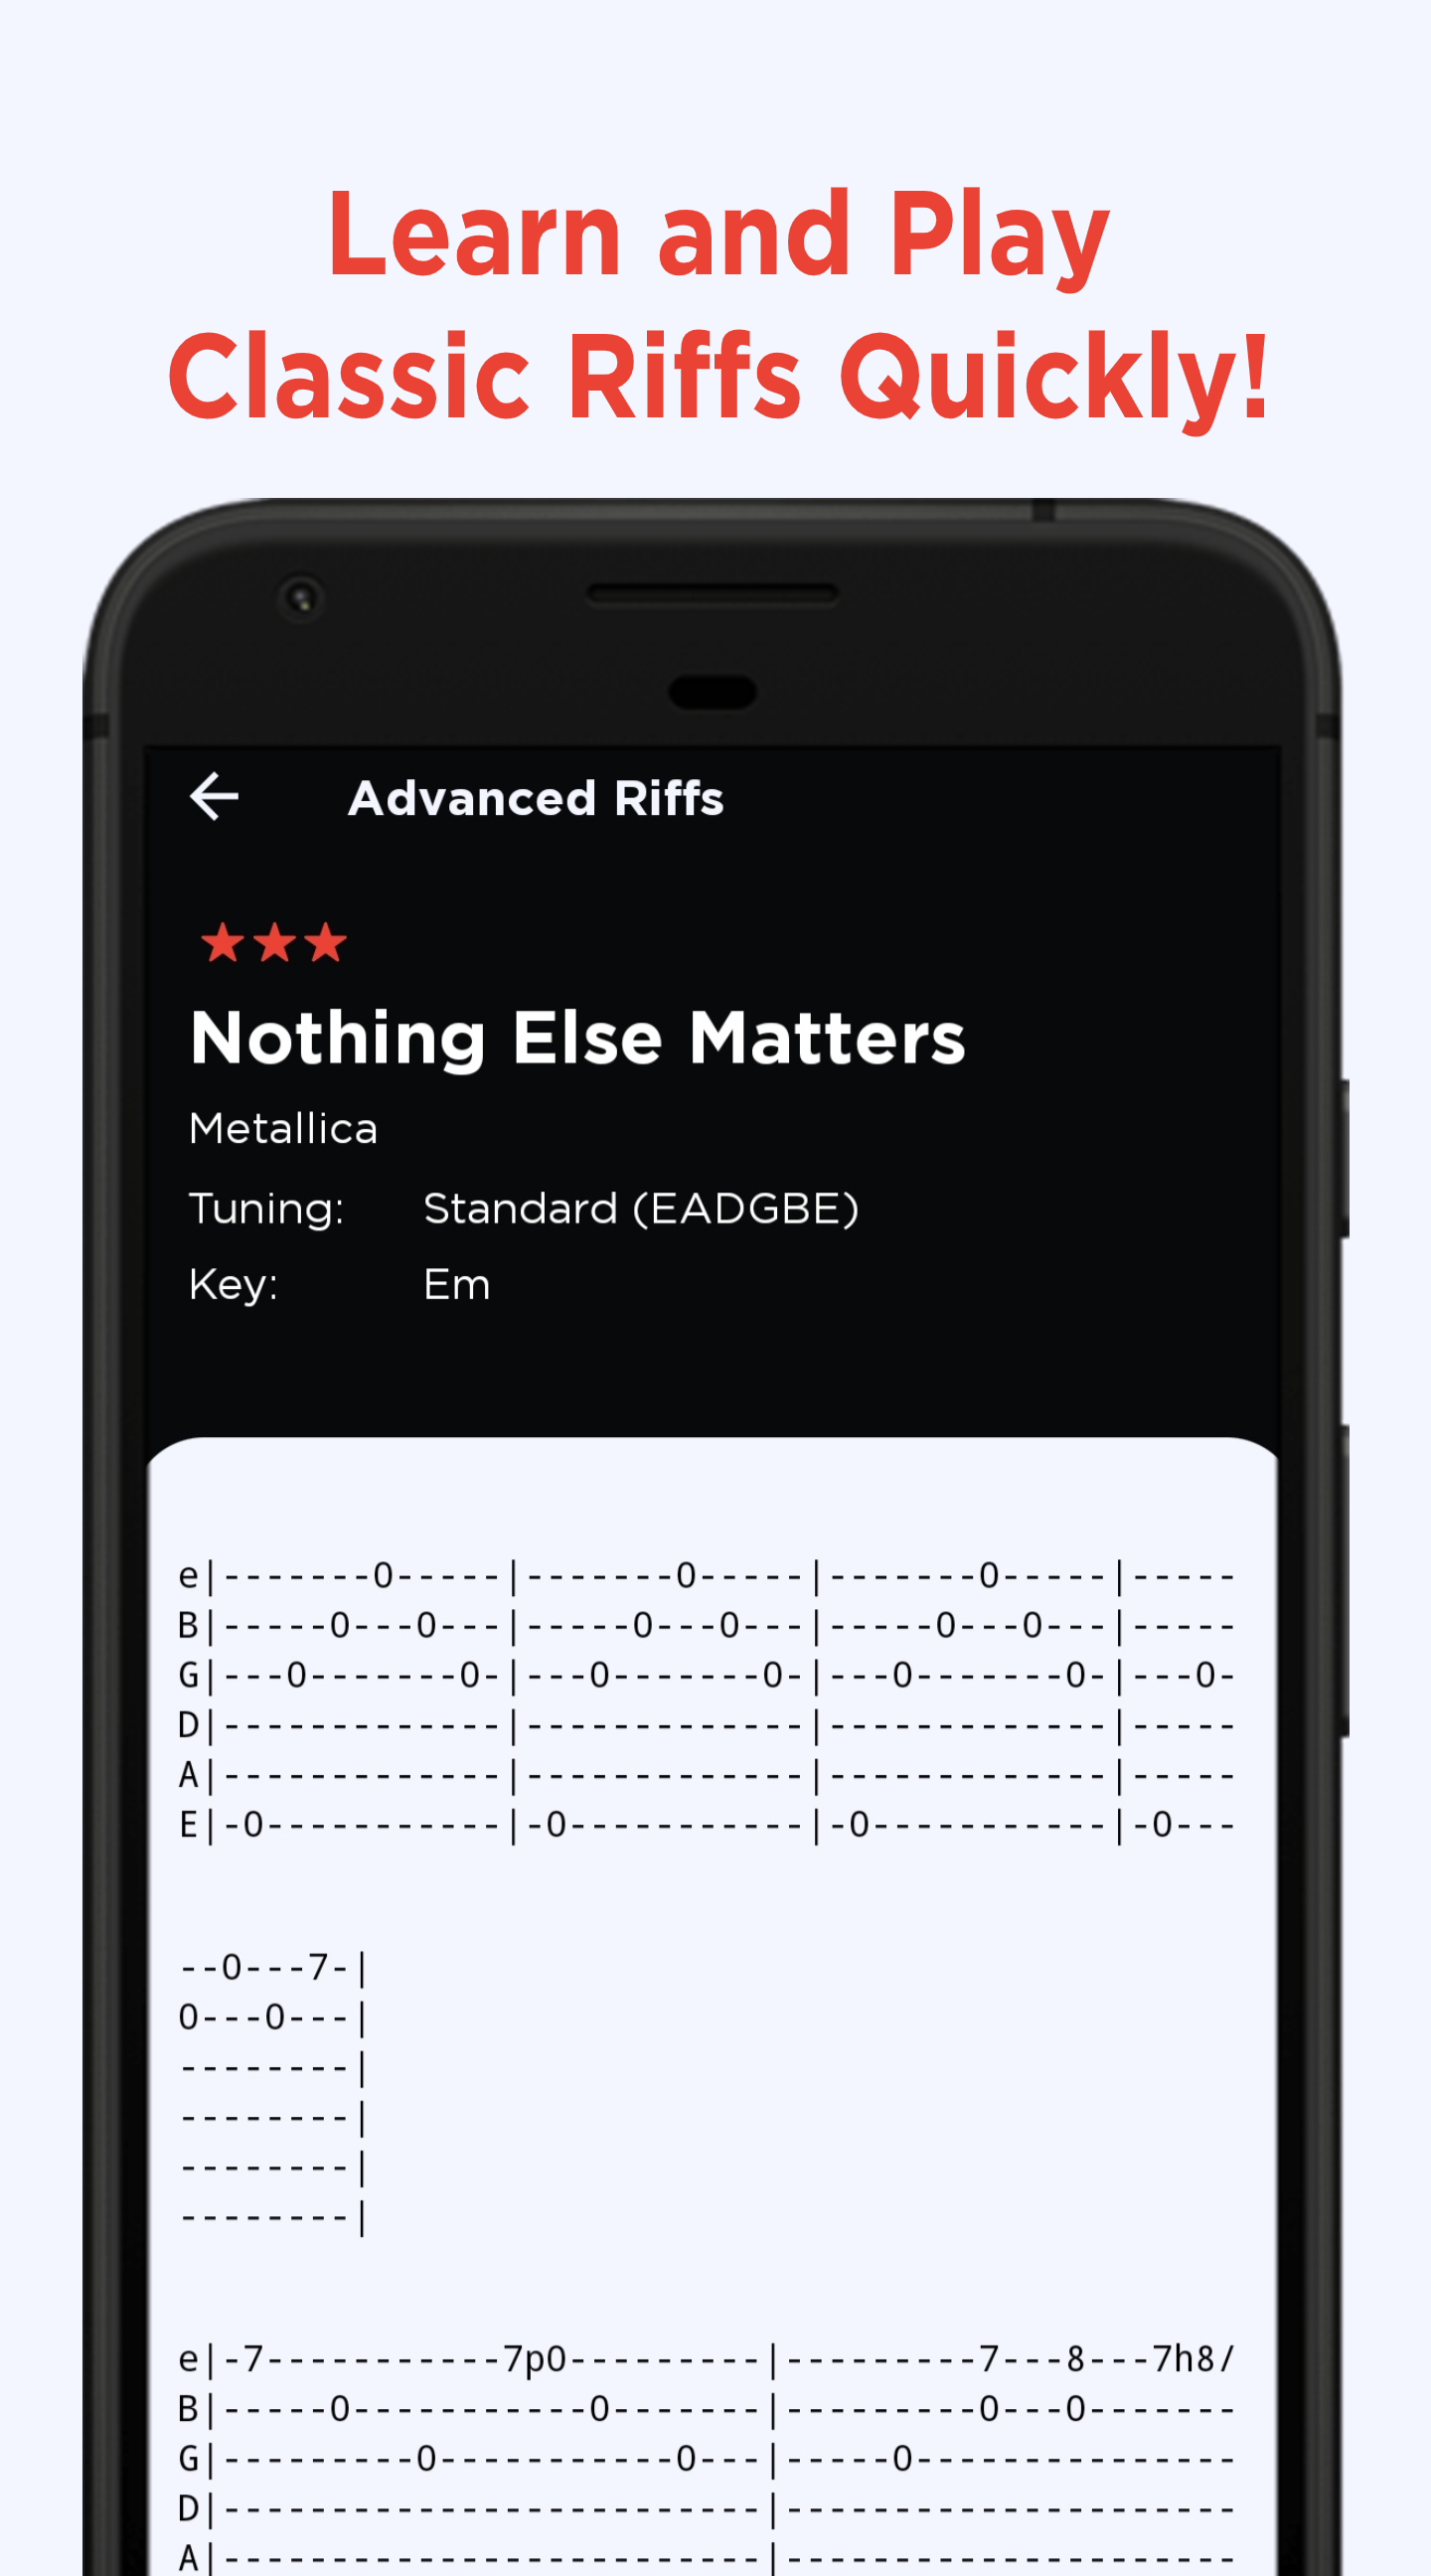 Learn and Play
Classic Riffs Quickly!
Advanced Riffs
Nothing Else Matters
Metallica
Tuning: Standard (EADGBE)
Key: Em
e|-------0-----|-------0-----|-------0-----|-----
B|-----0---0---|-----0---0---|-----0---0---|-----
G|---0-------0-|---0-------0-|---0-------0-|---0-
D|-------------|-------------|-------------|-----
A|-------------|-------------|-------------|-----
E|-0-----------|-0-----------|-0-----------|-0---
--0---7-|
0---0---|
--------|
--------|
--------|
--------|
e|-7-----------7p0---------|---------7---8---7h8/
B|-----0-----------0-------|---------0---0-------
G|---------0-----------0---|-----0---------------
D|-------------------------|---------------------
A|-------------------------|---------------------